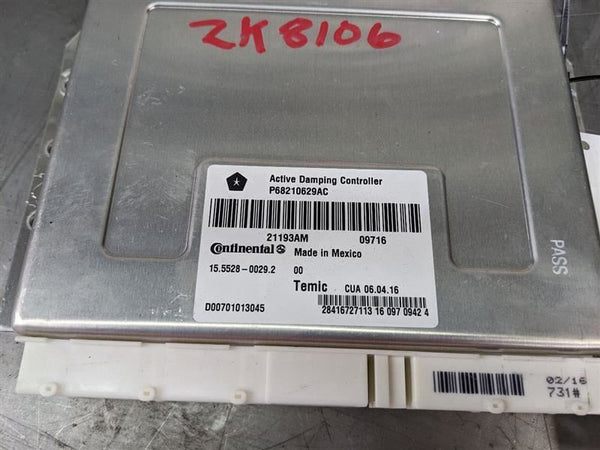 ZK8106
Active Damping Controller
P68210629AC
21193AM 09716
Continental Made in Mexico
15.5528-0029.2 00
Temic CUA 06.04.16
D00701013045 28416727113 16 097 0942 4
PASS
02/16
731#